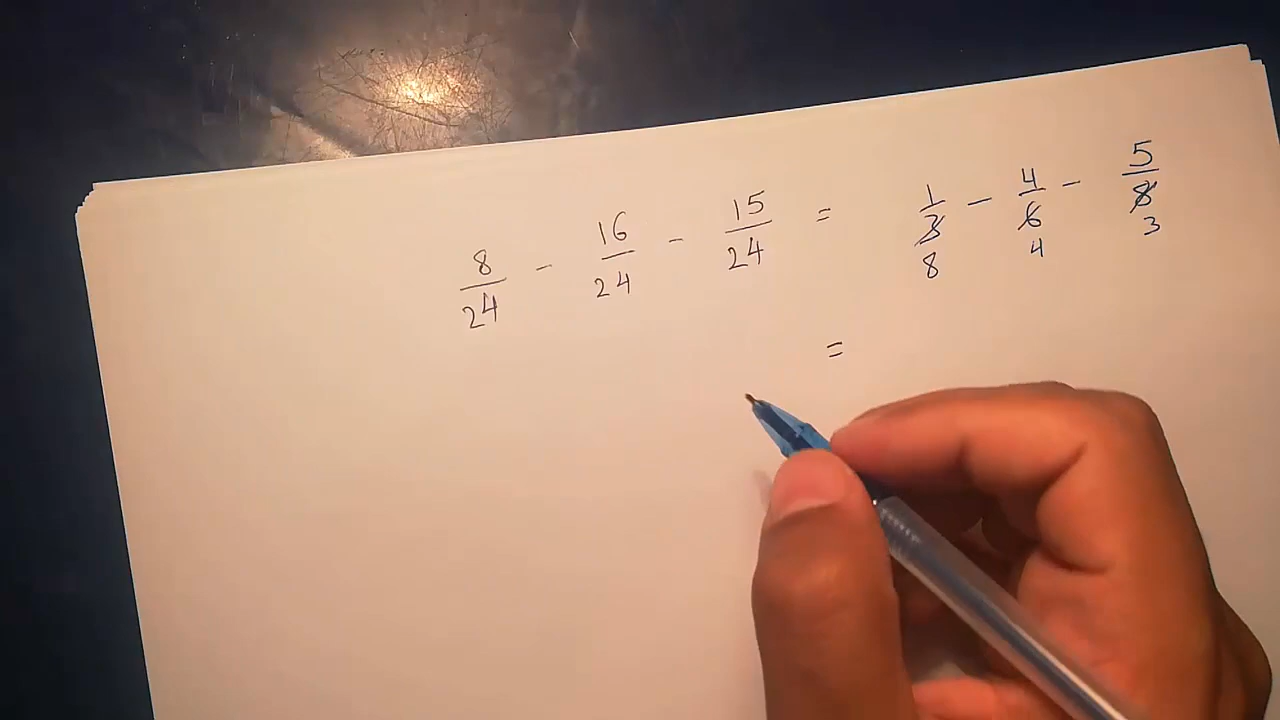 8/24 - 16/24 - 15/24 = 1/3 - 4/6 - 5/8
8 4 3
=